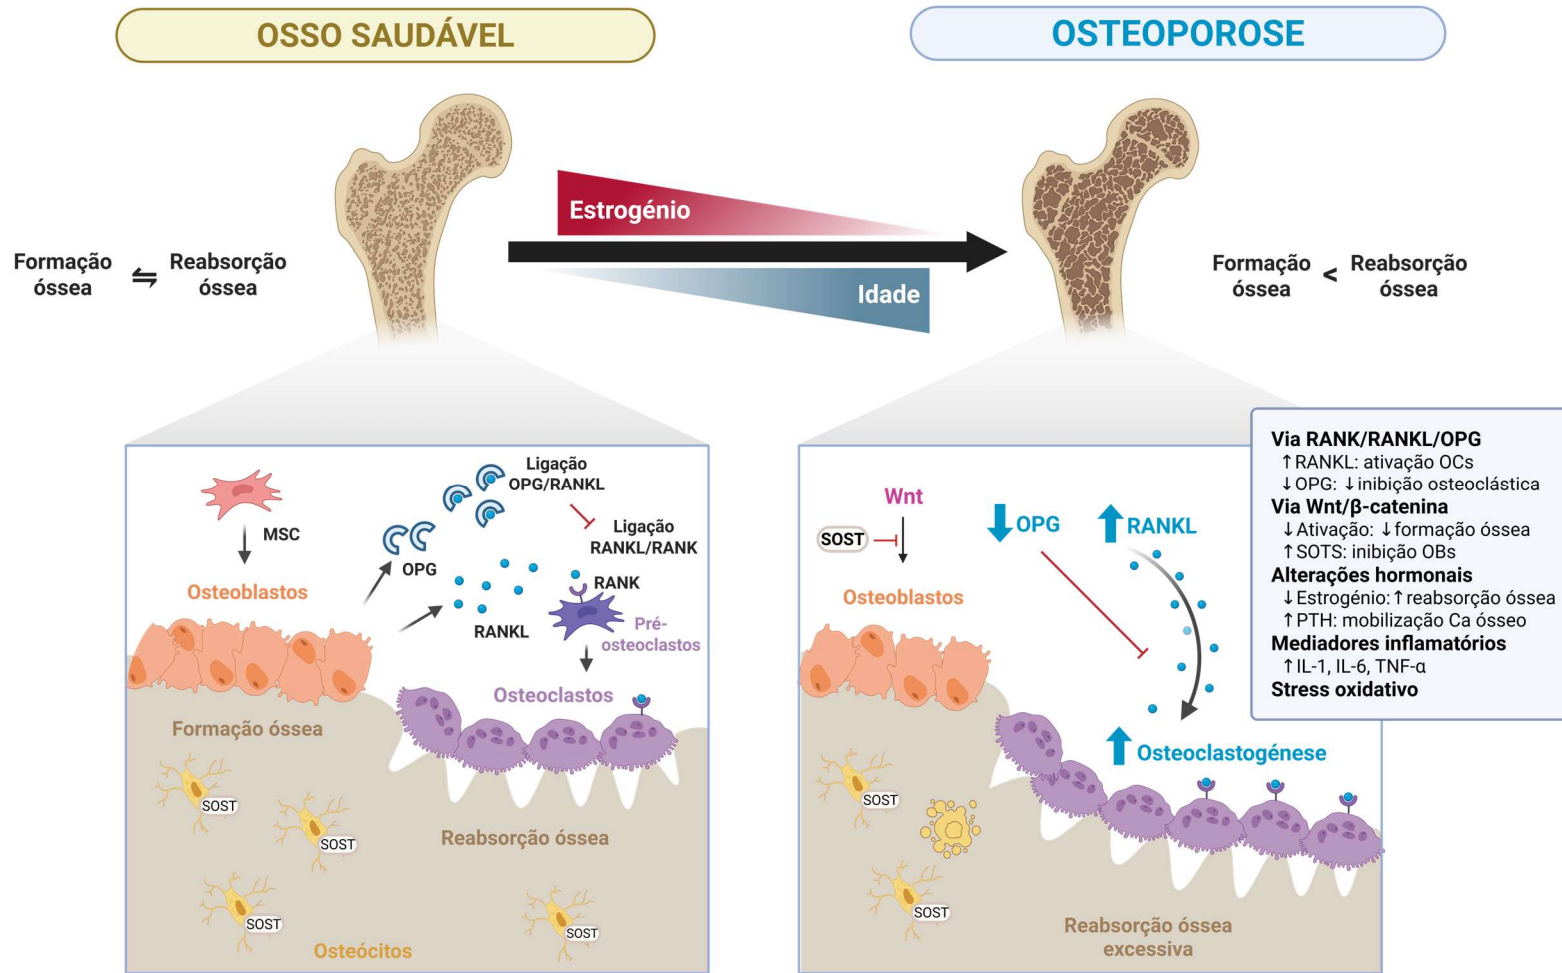 OSSO SAUDÁVEL
OSTEOPOROSE
Estrogénio
Idade
Formação
óssea
⇋
Reabsorção
óssea
Formação
óssea
<
Reabsorção
óssea
MSC
Osteoblastos
OPG
Ligação
OPG/RANKL
Ligação
RANKL/RANK
RANKL
RANK
Pré-
osteoclastos
Osteoclastos
Formação óssea
Reabsorção óssea
SOST
SOST
SOST
SOST
Osteócitos
Wnt
SOST
Osteoblastos
OPG
RANKL
Osteoclastogénese
SOST
SOST
Reabsorção óssea
excessiva
Via RANK/RANKL/OPG
↑RANKL: ativação OCs
↓OPG: ↓inibição osteoclástica
Via Wnt/β-catenina
↓Ativação: ↓formação óssea
↑SOTS: inibição OBs
Alterações hormonais
↓Estrogénio:↑reabsorção óssea
↑PTH: mobilização Ca ósseo
Mediadores inflamatórios
↑IL-1, IL-6, TNF-α
Stress oxidativo